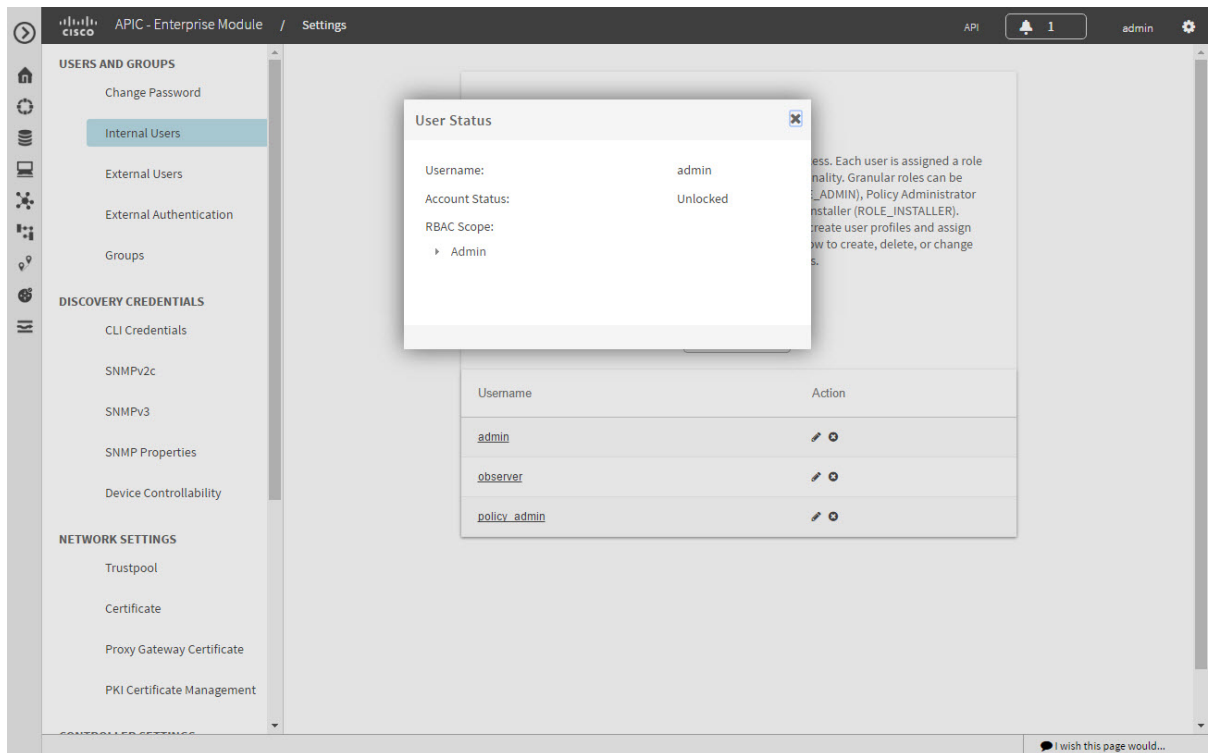 CISCO APIC - Enterprise Module / Settings API 1 admin
USERS AND GROUPS
Change Password
Internal Users
External Users
External Authentication
Groups
DISCOVERY CREDENTIALS
CLI Credentials
SNMPv2c
SNMPv3
SNMP Properties
Device Controllability
NETWORK SETTINGS
Trustpool
Certificate
Proxy Gateway Certificate
PKI Certificate Management
User Status
Username: admin
Account Status: Unlocked
RBAC Scope:
Admin
Each user is assigned a role
Granular roles can be
Policy Administrator
(ROLE_INSTALLER).
create user profiles and assign
to create, delete, or change
Username Action
admin
observer
policy_admin
I wish this page would...